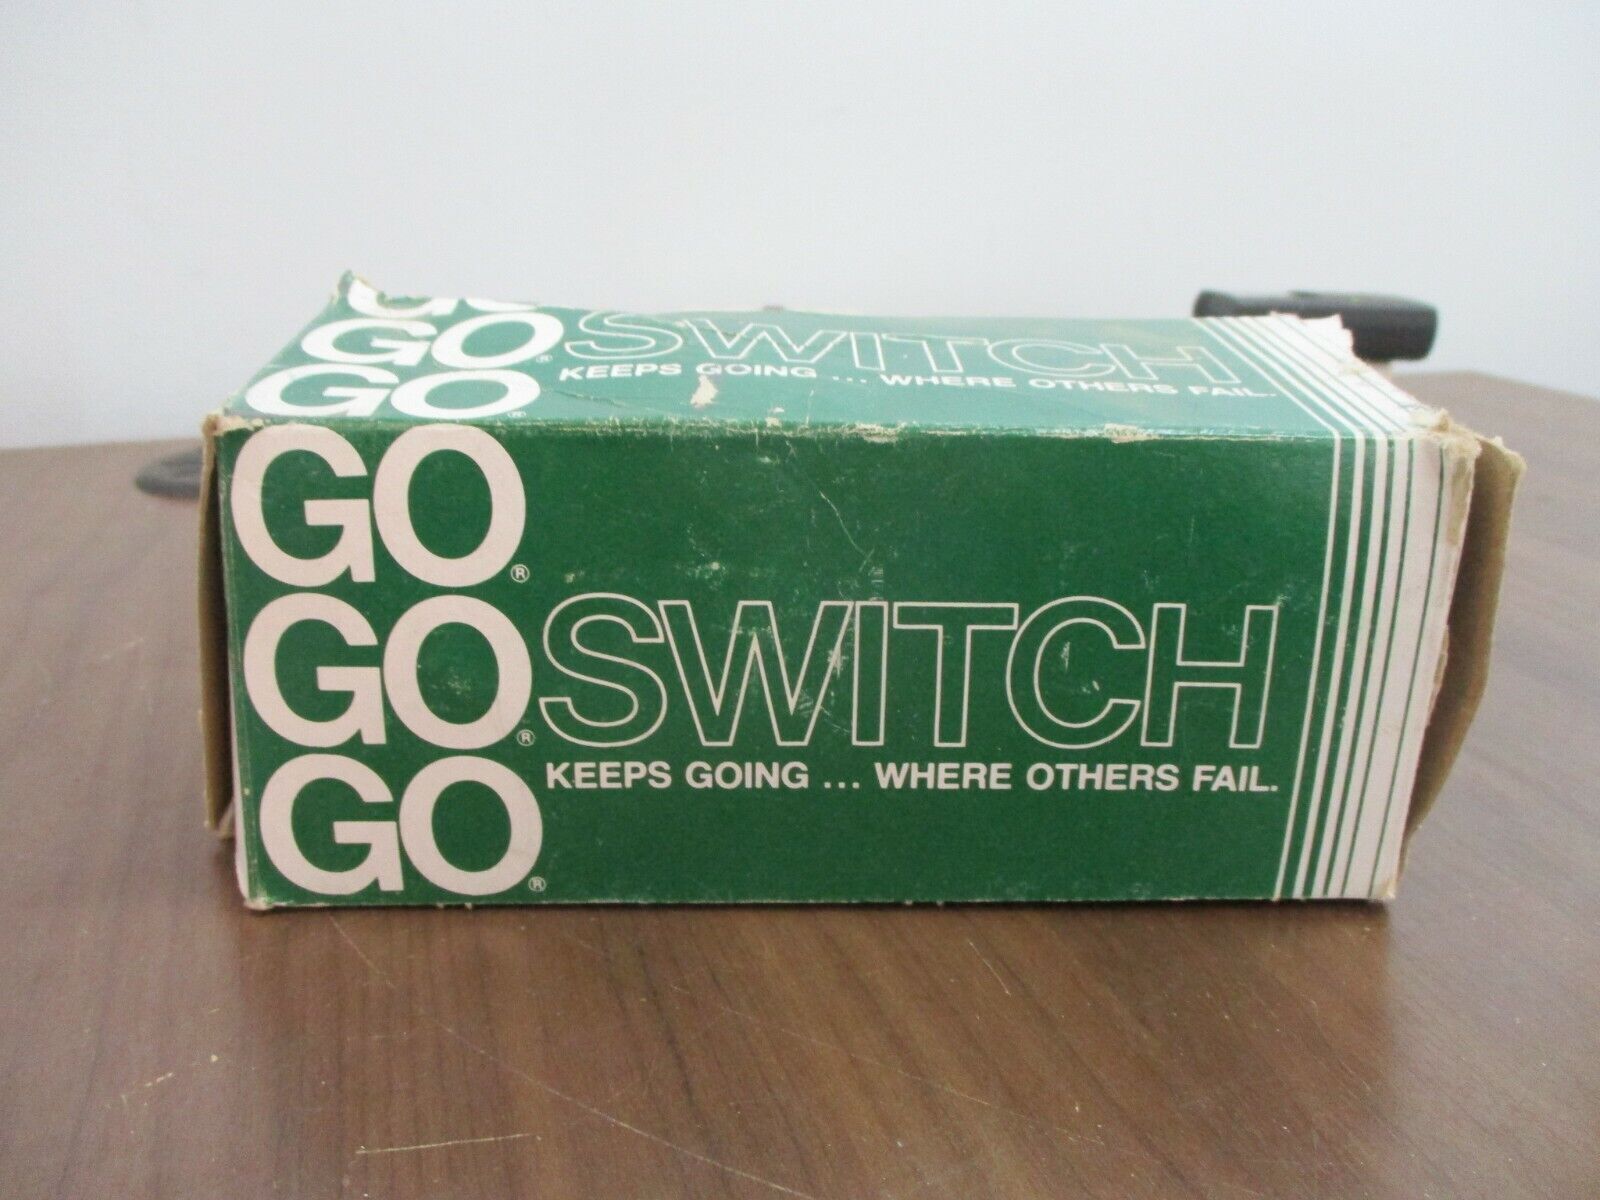 GO
GO® SWITCH
KEEPS GOING ... WHERE OTHERS FAIL.
GO®
GO®
GO® SWITCH
KEEPS GOING ... WHERE OTHERS FAIL.
GO®